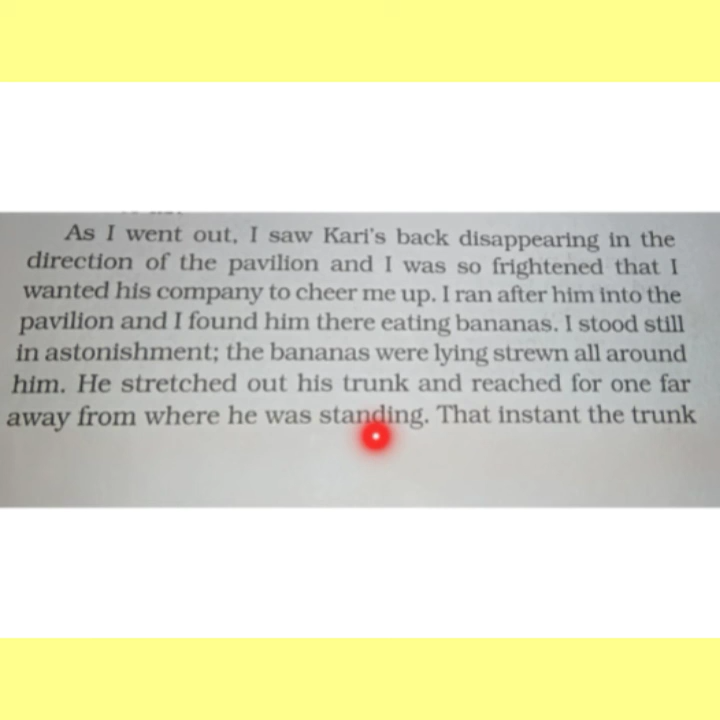 As I went out, I saw Kari's back disappearing in the
direction of the pavilion and I was so frightened that I
wanted his company to cheer me up. I ran after him into the
pavilion and I found him there eating bananas. I stood still
in astonishment; the bananas were lying strewn all around
him. He stretched out his trunk and reached for one far
away from where he was standing. That instant the trunk